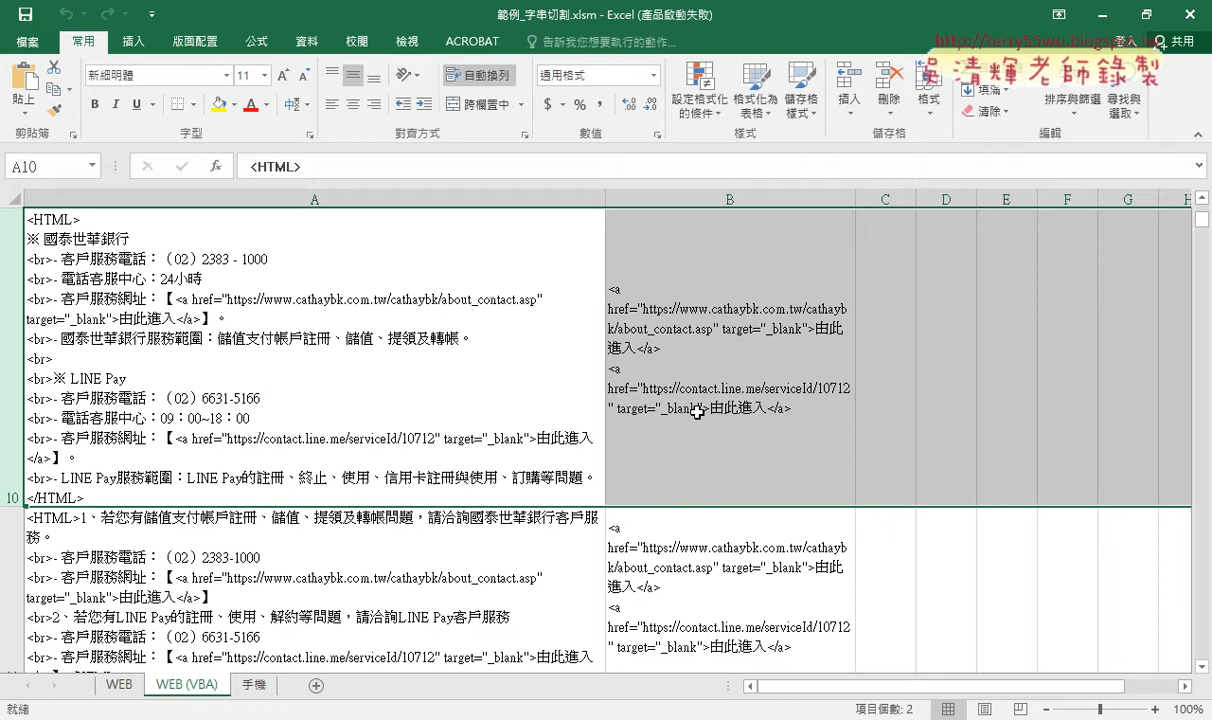 範例_字串切割.xlsm - Excel (產品啟動失敗)
檔案 常用 插入 版面配置 公式 資料 校閱 檢視 ACROBAT 告訴我您想要執行的動作... 登入 共用
http://terry55wu.blogspot.tw
吳清輝老師錄製
貼上 新細明體 11 自動換列 通用格式 設定格式化的條件 格式化為表格 儲存格樣式 插入 刪除 格式 填滿 排序與篩選 尋找與選取
B I U 跨欄置中 $ % 清除
剪貼簿 字型 對齊方式 數值 樣式 儲存格 編輯
A10 fx <HTML>
A B C D E F G H
<HTML>
※ 國泰世華銀行
<br>- 客戶服務電話：（02）2383 - 1000
<br>- 電話客服中心：24小時
<br>- 客戶服務網址：【<a href="https://www.cathaybk.com.tw/cathaybk/about_contact.asp"
target="_blank">由此進入</a>】。
<br>- 國泰世華銀行服務範圍：儲值支付帳戶註冊、儲值、提領及轉帳。
<br>
<br>※ LINE Pay
<br>- 客戶服務電話：（02）6631-5166
<br>- 電話客服中心：09：00~18：00
<br>- 客戶服務網址：【<a href="https://contact.line.me/serviceId/10712" target="_blank">由此進入
</a>】。
<br>- LINE Pay服務範圍：LINE Pay的註冊、終止、使用、信用卡註冊與使用、訂購等問題。
</HTML>
10
<a
href="https://www.cathaybk.com.tw/cathayb
k/about_contact.asp" target="_blank">由此
進入</a>
<a
href="https://contact.line.me/serviceId/10712
" target="_blank">由此進入</a>
<HTML>1、若您有儲值支付帳戶註冊、儲值、提領及轉帳問題，請洽詢國泰世華銀行客戶服
務。
<br>- 客戶服務電話：（02）2383-1000
<br>- 客戶服務網址：【<a href="https://www.cathaybk.com.tw/cathaybk/about_contact.asp"
target="_blank">由此進入</a>】
<br>2、若您有LINE Pay的註冊、使用、解約等問題，請洽詢LINE Pay客戶服務
<br>- 客戶服務電話：（02）6631-5166
<br>- 客戶服務網址：【<a href="https://contact.line.me/serviceId/10712" target="_blank">由此進入
<a
href="https://www.cathaybk.com.tw/cathayb
k/about_contact.asp" target="_blank">由此
進入</a>
<a
href="https://contact.line.me/serviceId/10712
" target="_blank">由此進入</a>
WEB WEB (VBA) 手機
就緒 項目個數: 2 100%